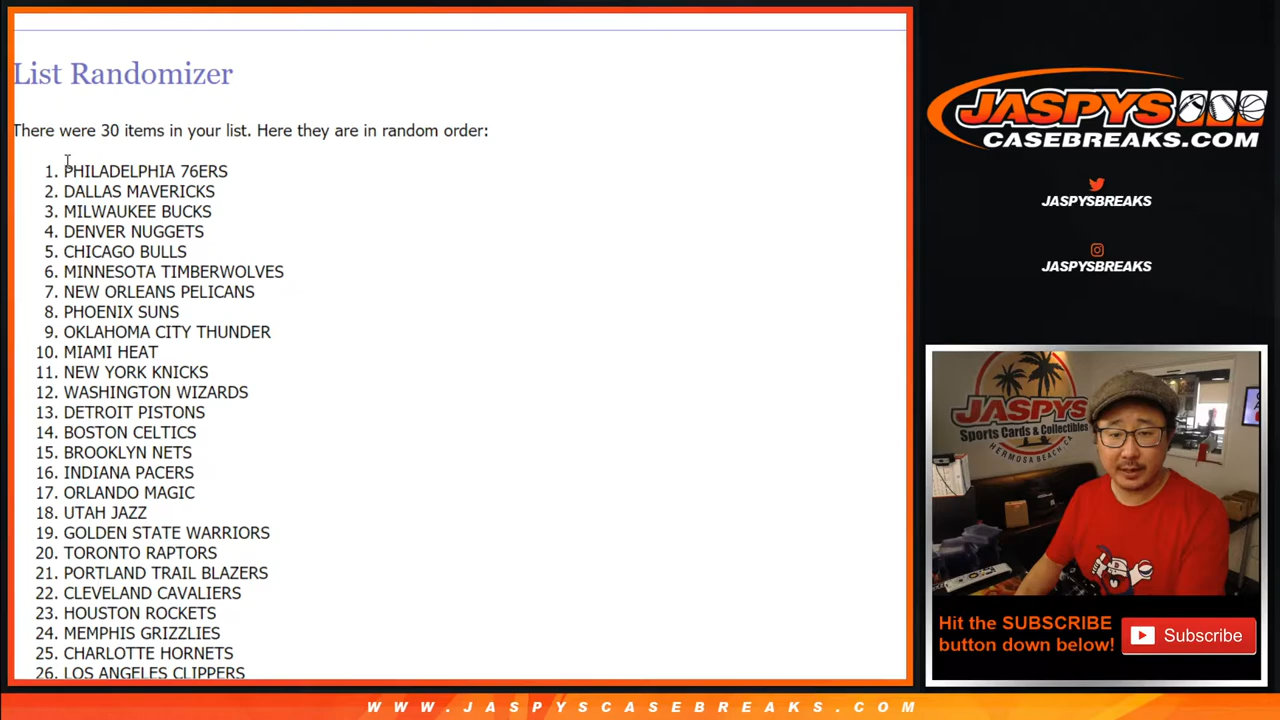 List Randomizer
There were 30 items in your list. Here they are in random order:
1. PHILADELPHIA 76ERS
2. DALLAS MAVERICKS
3. MILWAUKEE BUCKS
4. DENVER NUGGETS
5. CHICAGO BULLS
6. MINNESOTA TIMBERWOLVES
7. NEW ORLEANS PELICANS
8. PHOENIX SUNS
9. OKLAHOMA CITY THUNDER
10. MIAMI HEAT
11. NEW YORK KNICKS
12. WASHINGTON WIZARDS
13. DETROIT PISTONS
14. BOSTON CELTICS
15. BROOKLYN NETS
16. INDIANA PACERS
17. ORLANDO MAGIC
18. UTAH JAZZ
19. GOLDEN STATE WARRIORS
20. TORONTO RAPTORS
21. PORTLAND TRAIL BLAZERS
22. CLEVELAND CAVALIERS
23. HOUSTON ROCKETS
24. MEMPHIS GRIZZLIES
25. CHARLOTTE HORNETS
26. LOS ANGELES CLIPPERS
JASPYS
CASEBREAKS.COM
JASPYSBREAKS
JASPYSBREAKS
JASPYS
Sports Cards & Collectibles
HERMOSA BEACH CA
Hit the SUBSCRIBE
button down below!
Subscribe
WWW.JASPYSCASEBREAKS.COM